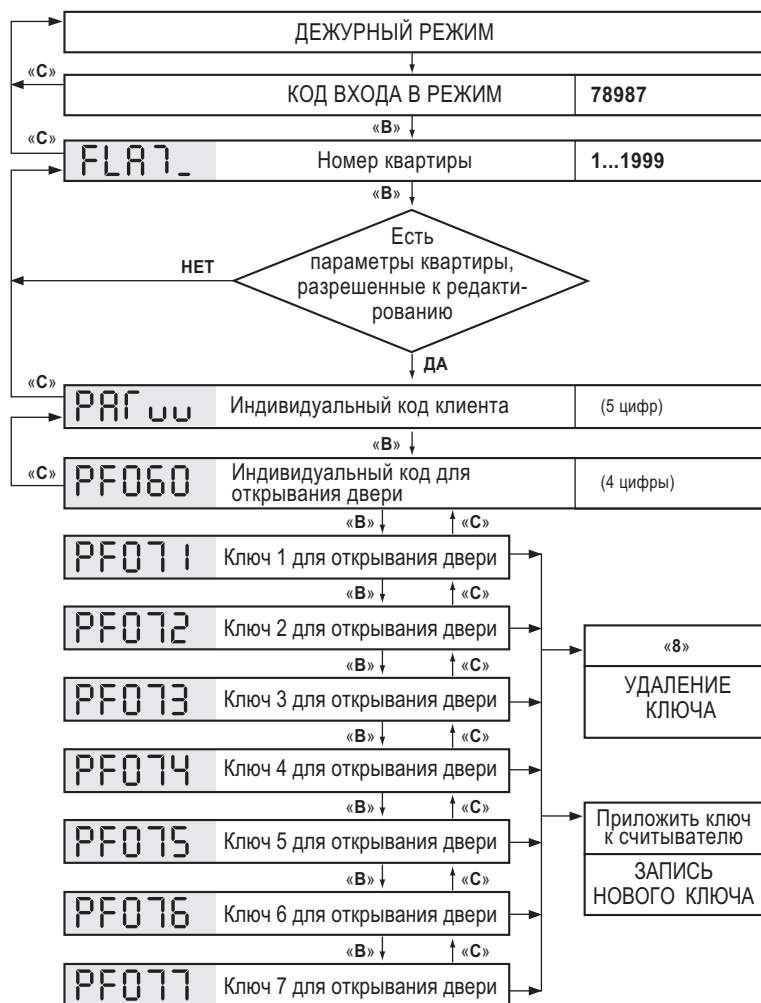 ДЕЖУРНЫЙ РЕЖИМ
«С»
КОД ВХОДА В РЕЖИМ 78987
«В»
«С»
FLAT_ Номер квартиры 1...1999
«В»
Есть
параметры квартиры,
разрешенные к редакти-
рованию
НЕТ
ДА
«С»
PAГ υυ Индивидуальный код клиента (5 цифр)
«В»
«С»
PF060 Индивидуальный код для
открывания двери
(4 цифры)
«В» «С»
PF071 Ключ 1 для открывания двери
«В» «С»
PF072 Ключ 2 для открывания двери
«В» «С»
PF073 Ключ 3 для открывания двери
«В» «С»
PF074 Ключ 4 для открывания двери
«В» «С»
PF075 Ключ 5 для открывания двери
«В» «С»
PF076 Ключ 6 для открывания двери
«В» «С»
PF077 Ключ 7 для открывания двери
«8»
УДАЛЕНИЕ
КЛЮЧА
Приложить ключ
к считывателю
ЗАПИСЬ
НОВОГО КЛЮЧА